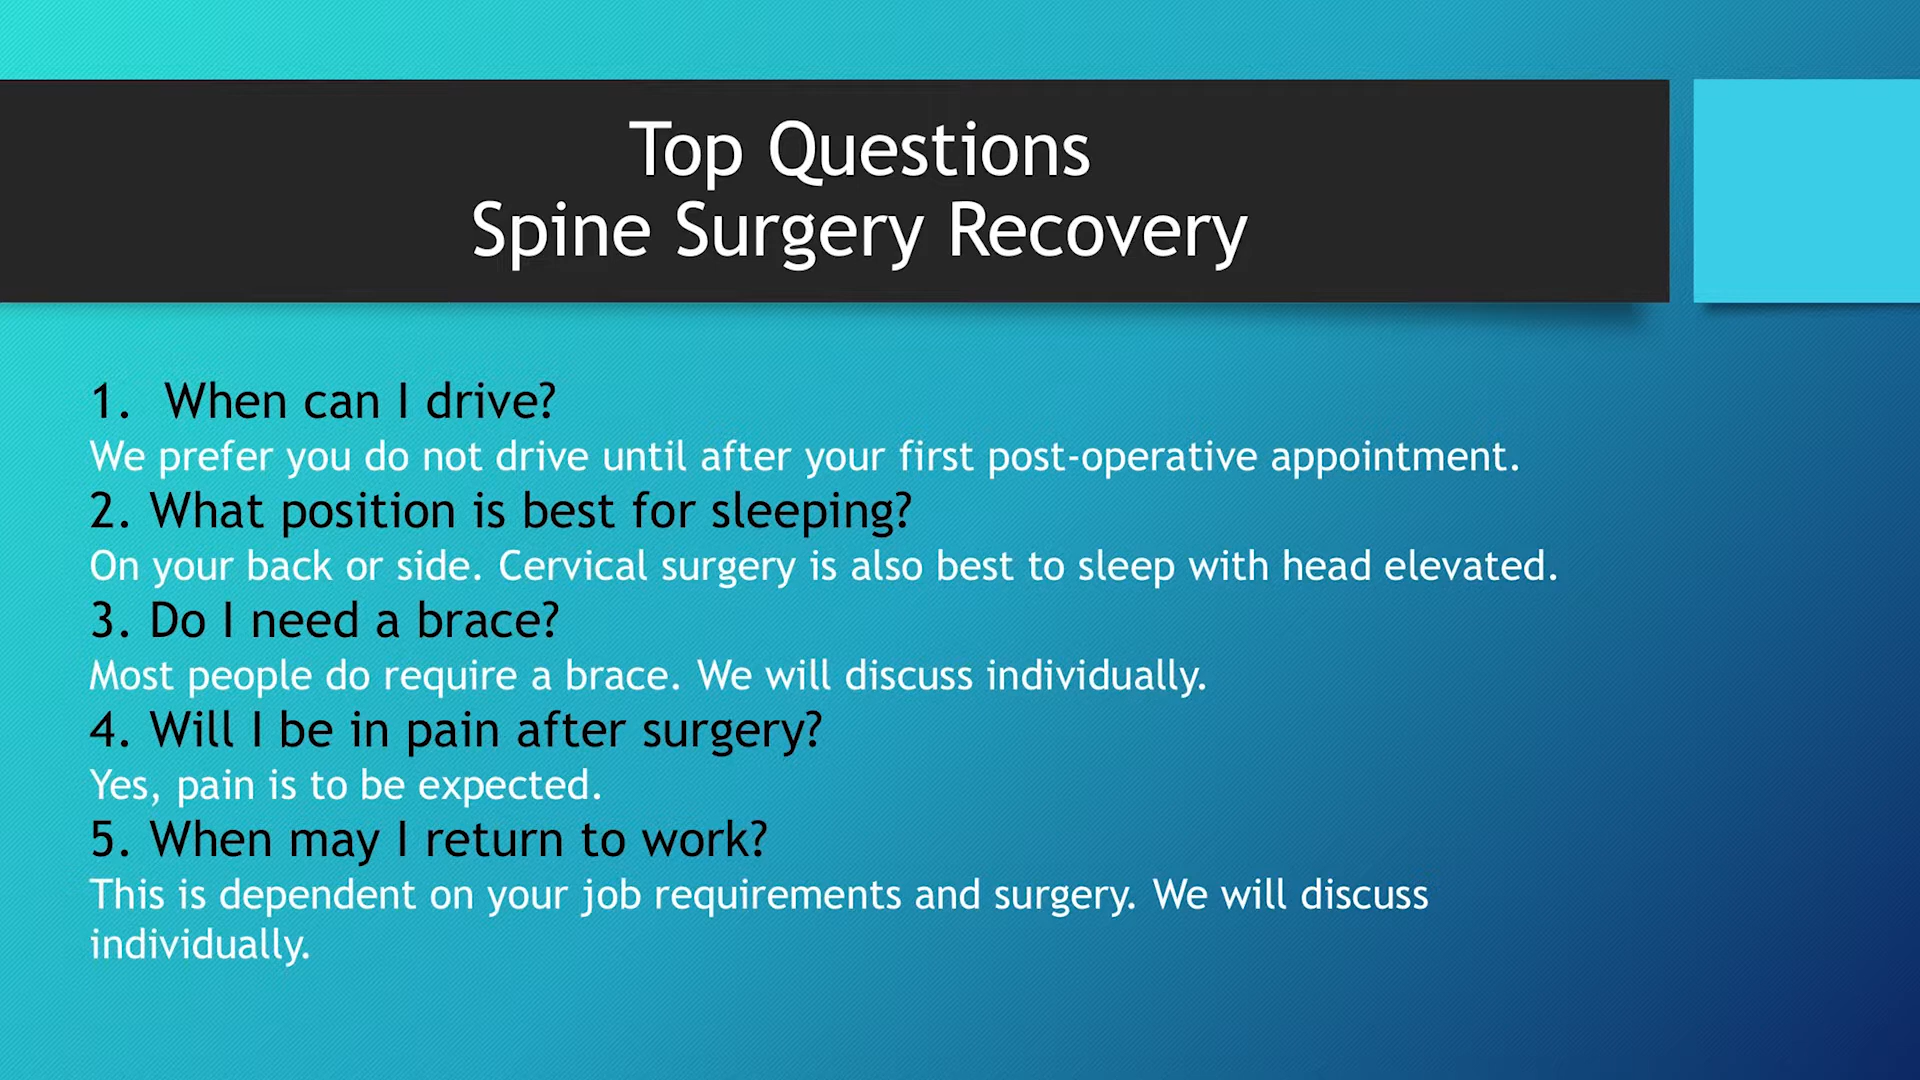 Top Questions
Spine Surgery Recovery
1. When can I drive?
We prefer you do not drive until after your first post-operative appointment.
2. What position is best for sleeping?
On your back or side. Cervical surgery is also best to sleep with head elevated.
3. Do I need a brace?
Most people do require a brace. We will discuss individually.
4. Will I be in pain after surgery?
Yes, pain is to be expected.
5. When may I return to work?
This is dependent on your job requirements and surgery. We will discuss
individually.